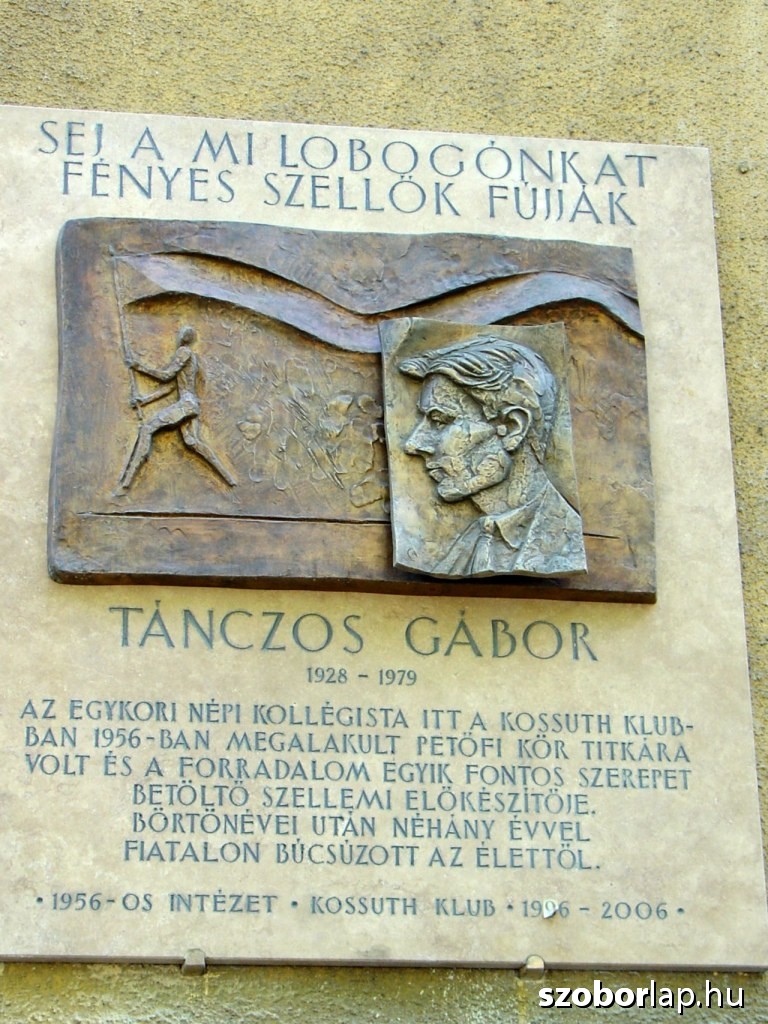 SEJ A MI LOBOGÓNKAT
FÉNYES SZELLŐK FÚJJÁK
TÁNCZOS GÁBOR
1928 - 1979
AZ EGYKORI NÉPI KOLLÉGISTA ITT A KOSSUTH KLUB-
BAN 1956-BAN MEGALAKULT PETŐFI KÖR TITKÁRA
VOLT ÉS A FORRADALOM EGYIK FONTOS SZEREPET
BETÖLTŐ SZELLEMI ELŐKÉSZÍTŐJE.
BÖRTÖNÉVEI UTÁN NÉHÁNY ÉVVEL
FIATALON BÚCSÚZOTT AZ ÉLETTŐL.
• 1956-OS INTÉZET • KOSSUTH KLUB • 1996 - 2006 •
szoborlap.hu